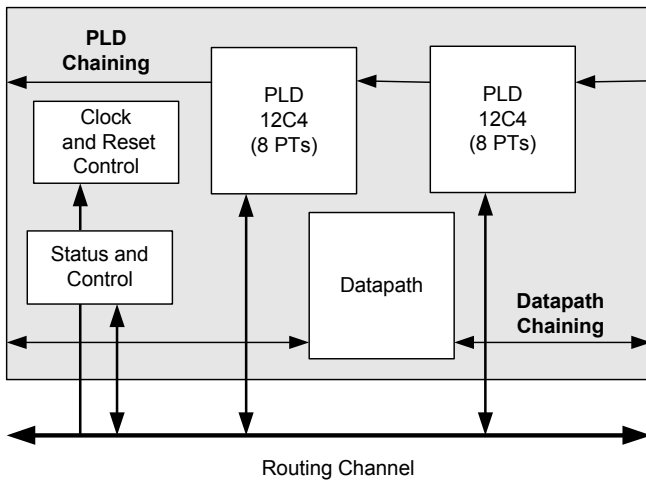 PLD
Chaining
PLD
12C4
(8 PTs)
PLD
12C4
(8 PTs)
Clock
and Reset
Control
Status and
Control
Datapath
Datapath
Chaining
Routing Channel